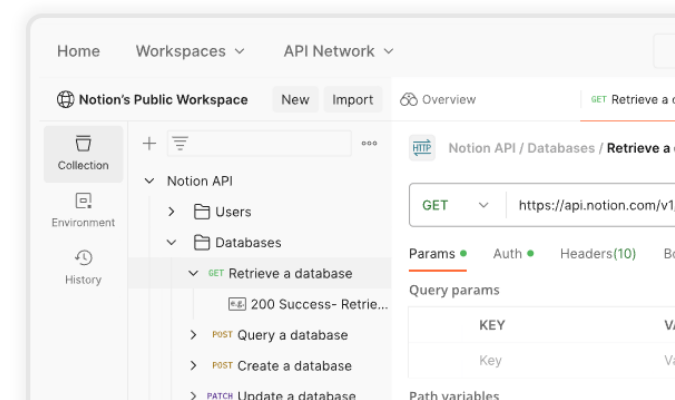 Home Workspaces API Network
Notion's Public Workspace New Import Overview GET Retrieve a
Collection
HTTP Notion API / Databases / Retrieve a
Notion API
Environment
Users
GET https://api.notion.com/v1
Databases
Params Auth Headers(10)
History
GET Retrieve a database
Query params
e.g. 200 Success- Retrie...
KEY
POST Query a database
Key
POST Create a database
PATCH Update a database
Path variables